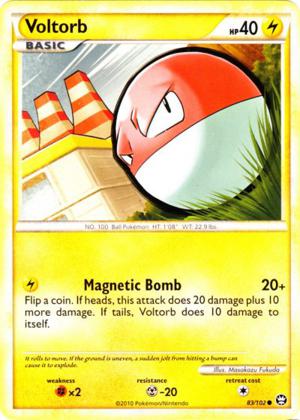 Voltorb HP40
BASIC
NO. 100 Ball Pokémon HT. 1'08" WT. 22.9 lbs.
Magnetic Bomb 20+
Flip a coin. If heads, this attack does 20 damage plus 10
more damage. If tails, Voltorb does 10 damage to
itself.
It rolls to move. If the ground is uneven, a sudden jolt from hitting a bump can
cause it to explode.
Illus. Masakazu Fukuda
weakness resistance retreat cost
×2 -20
©2010 Pokémon/Nintendo 83/102